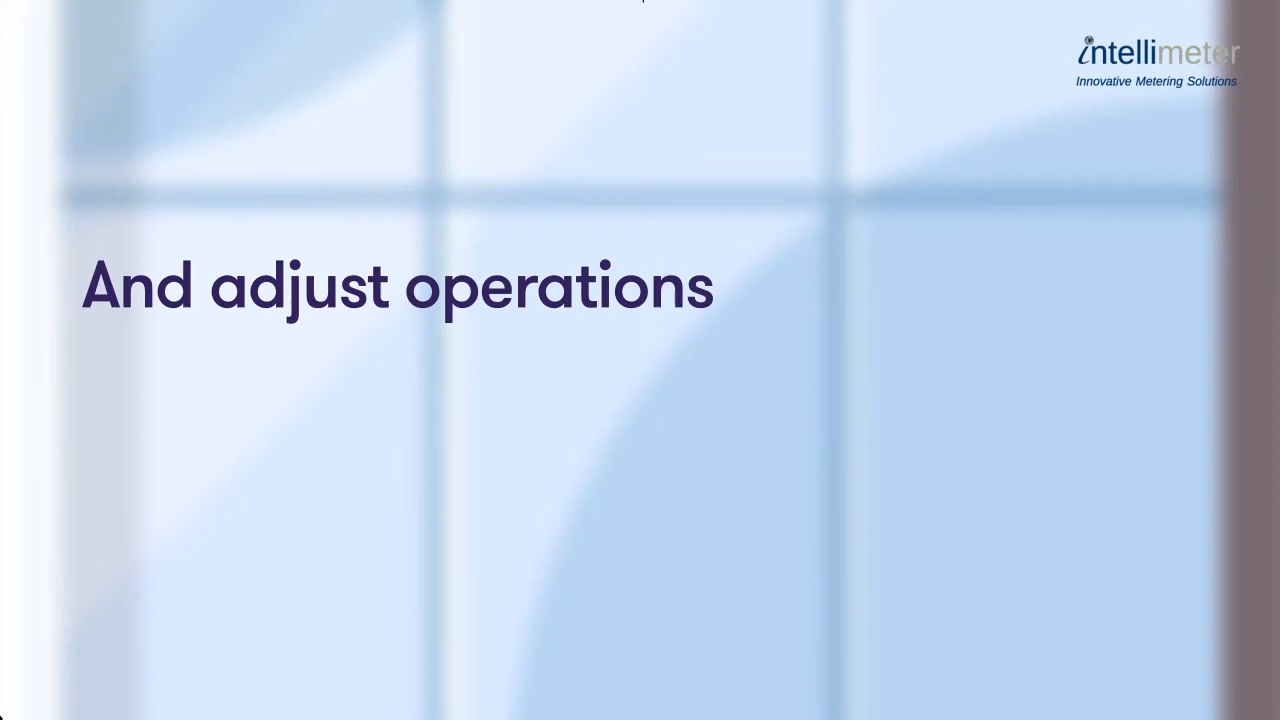 intellimeter
Innovative Metering Solutions
And adjust operations